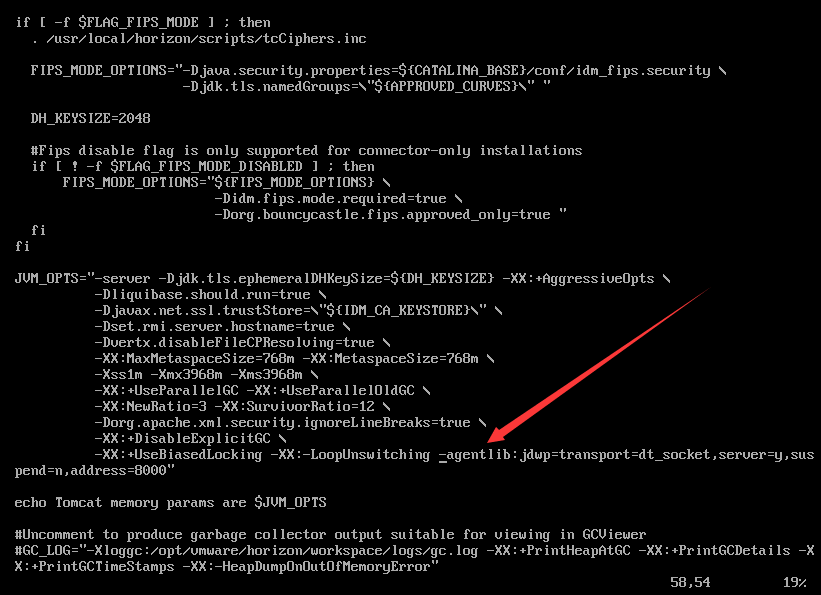 if [ -f $FLAG_FIPS_MODE ] ; then
  . /usr/local/horizon/scripts/tcCiphers.inc
  FIPS_MODE_OPTIONS="-Djava.security.properties=${CATALINA_BASE}/conf/idm_fips.security \
                     -Djdk.tls.namedGroups=\"${APPROVED_CURVES}\" "
  DH_KEYSIZE=2048
  #Fips disable flag is only supported for connector-only installations
  if [ ! -f $FLAG_FIPS_MODE_DISABLED ] ; then
      FIPS_MODE_OPTIONS="${FIPS_MODE_OPTIONS} \
                         -Didm.fips.mode.required=true \
                         -Dorg.bouncycastle.fips.approved_only=true "
  fi
fi
JVM_OPTS="-server -Djdk.tls.ephemeralDHKeySize=${DH_KEYSIZE} -XX:+AggressiveOpts \
          -Dliquibase.should.run=true \
          -Djavax.net.ssl.trustStore=\"${IDM_CA_KEYSTORE}\" \
          -Dset.rmi.server.hostname=true \
          -Dvertx.disableFileCPResolving=true \
          -XX:MaxMetaspaceSize=768m -XX:MetaspaceSize=768m \
          -Xss1m -Xmx3968m -Xms3968m \
          -XX:+UseParallelGC -XX:+UseParallelOldGC \
          -XX:NewRatio=3 -XX:SurvivorRatio=12 \
          -Dorg.apache.xml.security.ignoreLineBreaks=true \
          -XX:+DisableExplicitGC \
          -XX:+UseBiasedLocking -XX:-LoopUnswitching -agentlib:jdwp=transport=dt_socket,server=y,sus
pend=n,address=8000"
echo Tomcat memory params are $JVM_OPTS
#Uncomment to produce garbage collector output suitable for viewing in GCViewer
#GC_LOG="-Xloggc:/opt/vmware/horizon/workspace/logs/gc.log -XX:+PrintHeapAtGC -XX:+PrintGCDetails -X
X:+PrintGCTimeStamps -XX:-HeapDumpOnOutOfMemoryError"
58,54         19%